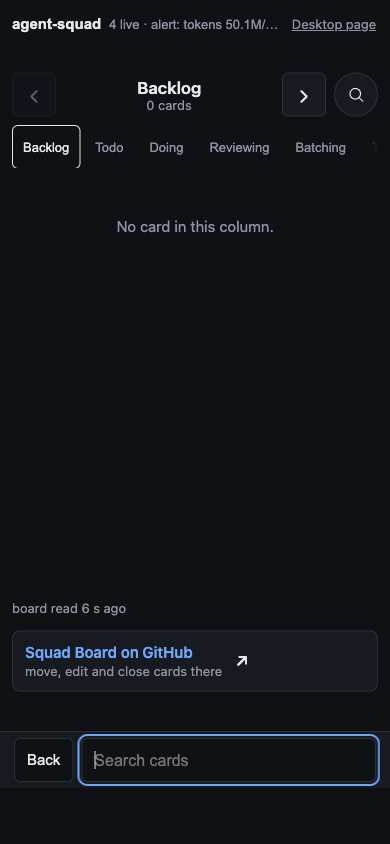 agent-squad 4 live · alert: tokens 50.1M/… Desktop page
Backlog
0 cards
Backlog Todo Doing Reviewing Batching
No card in this column.
board read 6 s ago
Squad Board on GitHub
move, edit and close cards there
Back Search cards